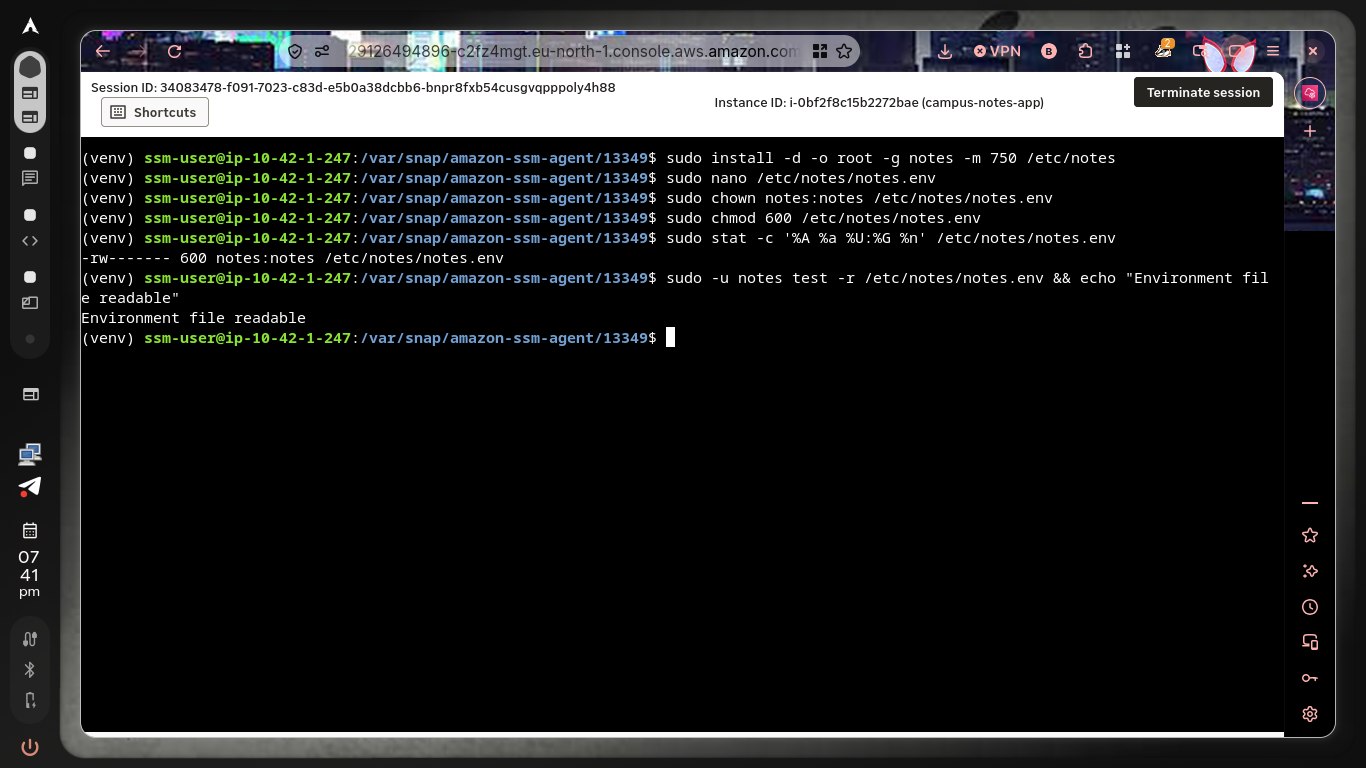 29126494896-c2fz4mgt.eu-north-1.console.aws.amazon.com
VPN
B
2
Session ID: 34083478-f091-7023-c83d-e5b0a38dcbb6-bnpr8fxb54cusgvqpppoly4h88
Shortcuts
Instance ID: i-0bf2f8c15b2272bae (campus-notes-app)
Terminate session
(venv) ssm-user@ip-10-42-1-247:/var/snap/amazon-ssm-agent/13349$ sudo install -d -o root -g notes -m 750 /etc/notes
(venv) ssm-user@ip-10-42-1-247:/var/snap/amazon-ssm-agent/13349$ sudo nano /etc/notes/notes.env
(venv) ssm-user@ip-10-42-1-247:/var/snap/amazon-ssm-agent/13349$ sudo chown notes:notes /etc/notes/notes.env
(venv) ssm-user@ip-10-42-1-247:/var/snap/amazon-ssm-agent/13349$ sudo chmod 600 /etc/notes/notes.env
(venv) ssm-user@ip-10-42-1-247:/var/snap/amazon-ssm-agent/13349$ sudo stat -c '%A %a %U:%G %n' /etc/notes/notes.env
-rw------- 600 notes:notes /etc/notes/notes.env
(venv) ssm-user@ip-10-42-1-247:/var/snap/amazon-ssm-agent/13349$ sudo -u notes test -r /etc/notes/notes.env && echo "Environment fil
e readable"
Environment file readable
(venv) ssm-user@ip-10-42-1-247:/var/snap/amazon-ssm-agent/13349$
07
41
pm